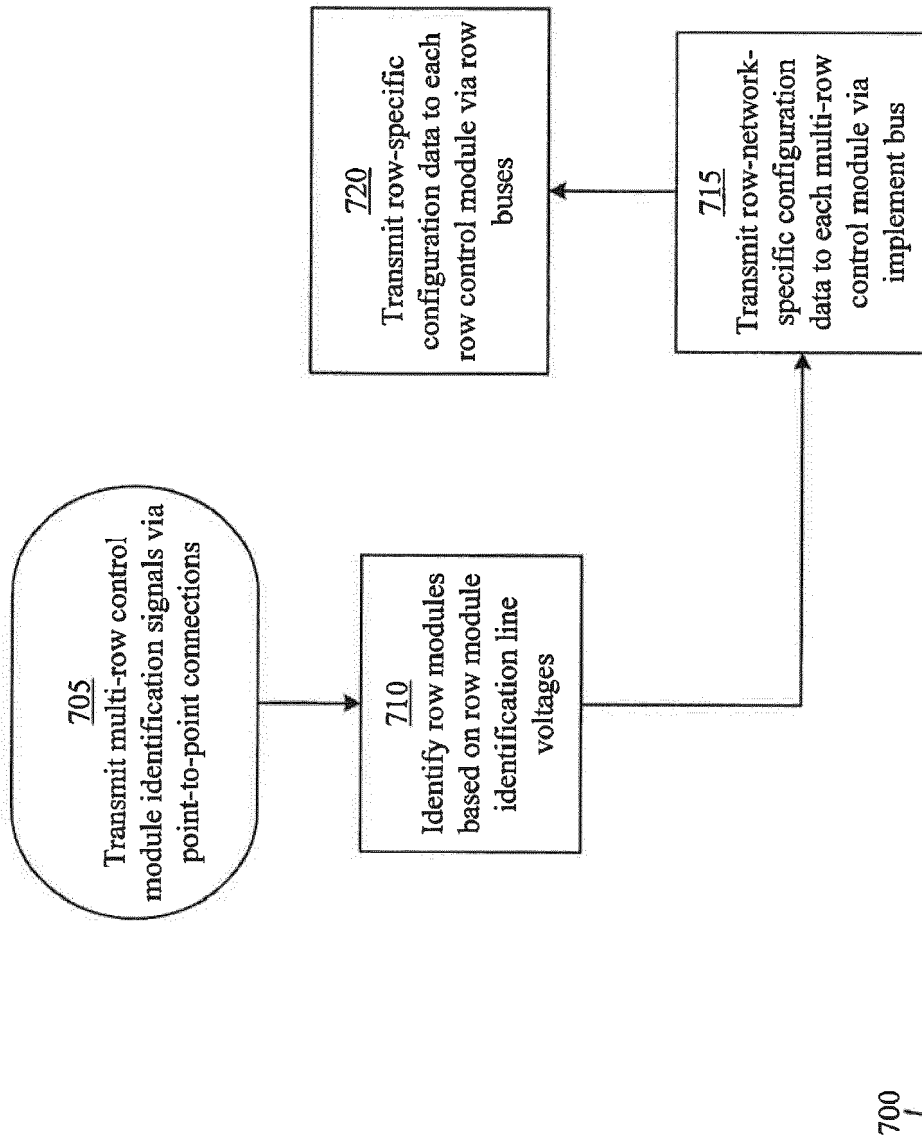 705
Transmit multi-row control
module identification signals via
point-to-point connections
710
Identify row modules
based on row module
identification line
voltages
715
Transmit row-network-
specific configuration
data to each multi-row
control module via
implement bus
720
Transmit row-specific
configuration data to each
row control module via row
buses
700